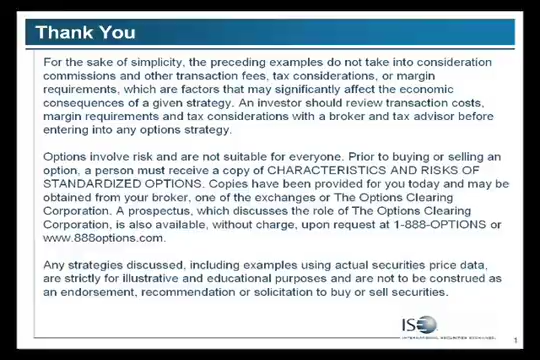 Thank You
For the sake of simplicity, the preceding examples do not take into consideration
commissions and other transaction fees, tax considerations, or margin
requirements, which are factors that may significantly affect the economic
consequences of a given strategy. An investor should review transaction costs,
margin requirements and tax considerations with a broker and tax advisor before
entering into any options strategy.
Options involve risk and are not suitable for everyone. Prior to buying or selling an
option, a person must receive a copy of CHARACTERISTICS AND RISKS OF
STANDARDIZED OPTIONS. Copies have been provided for you today and may be
obtained from your broker, one of the exchanges or The Options Clearing
Corporation. A prospectus, which discusses the role of The Options Clearing
Corporation, is also available, without charge, upon request at 1-888-OPTIONS or
www.888options.com.
Any strategies discussed, including examples using actual securities price data,
are strictly for illustrative and educational purposes and are not to be construed as
an endorsement, recommendation or solicitation to buy or sell securities.
ISE
INTERNATIONAL SECURITIES EXCHANGE.
1